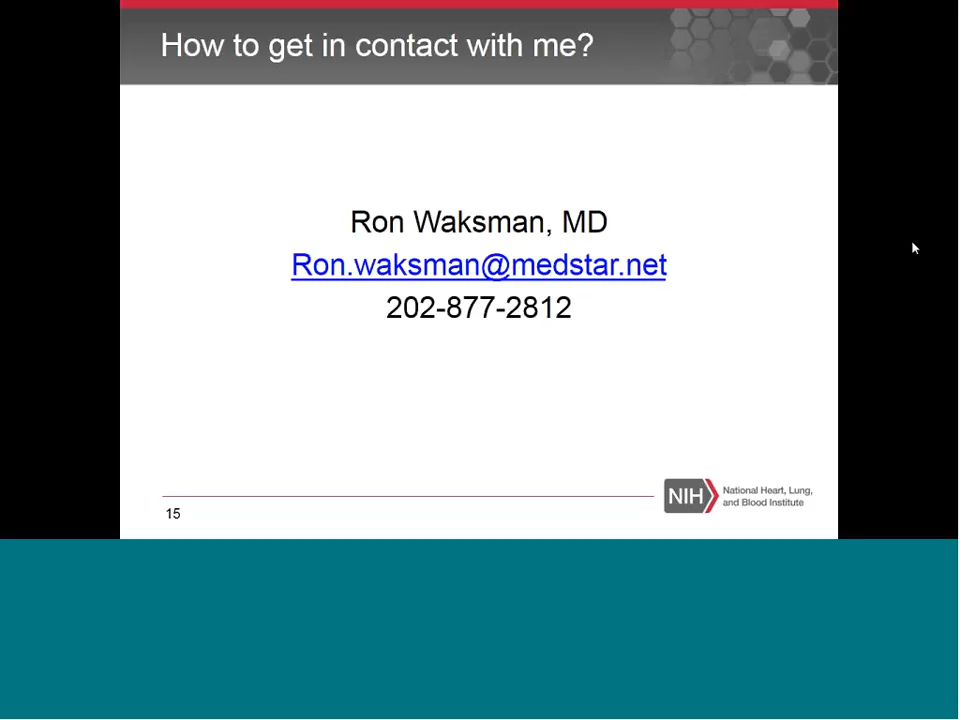 How to get in contact with me?
Ron Waksman, MD
Ron.waksman@medstar.net
202-877-2812
NIH
National Heart, Lung,
and Blood Institute
15